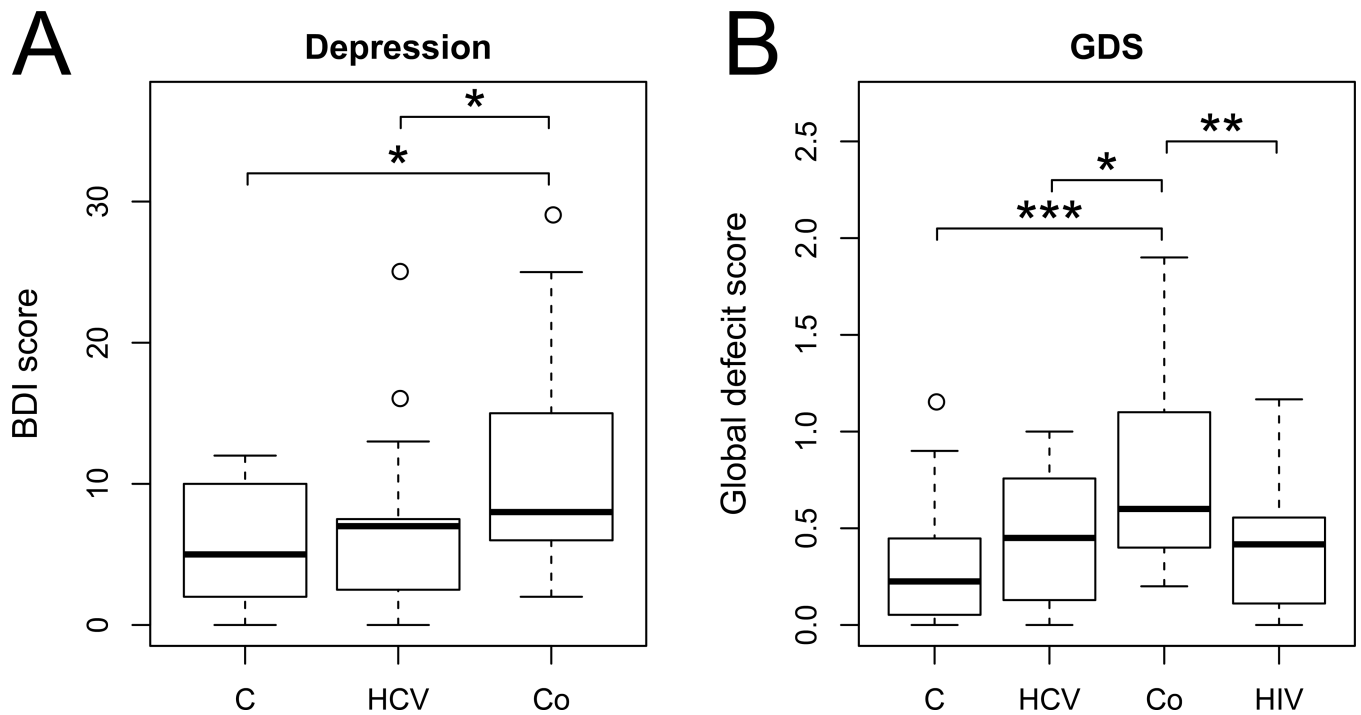 A
Depression
BDI score
30
20
10
0
*
*
C HCV Co
B
GDS
Global defecit score
2.5
2.0
1.5
1.0
0.5
0.0
**
*
***
C HCV Co HIV